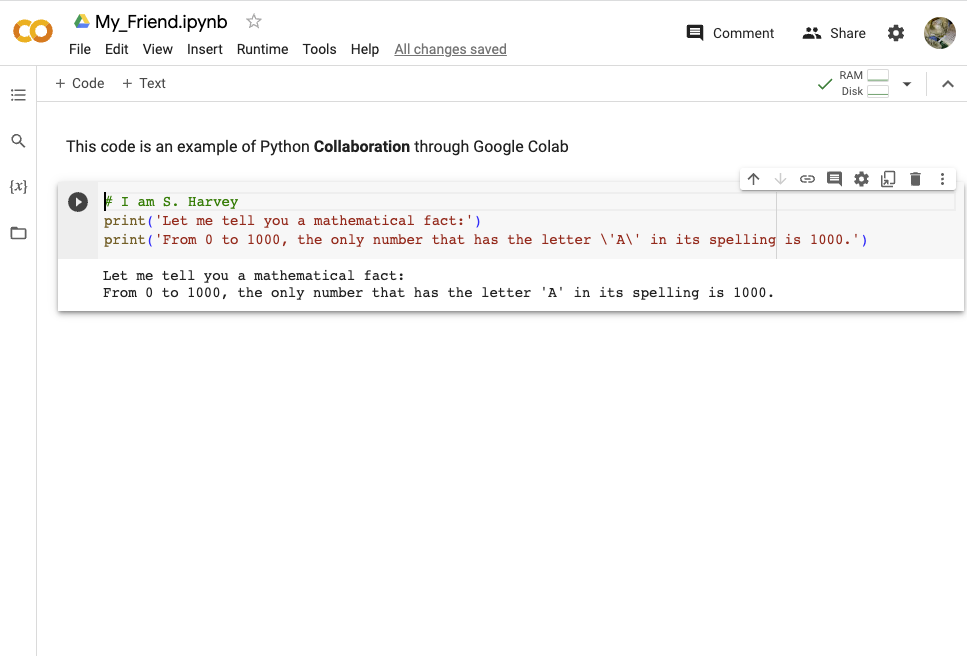 My_Friend.ipynb
File Edit View Insert Runtime Tools Help All changes saved
Comment Share
+ Code + Text
RAM
Disk
This code is an example of Python Collaboration through Google Colab
{x}
# I am S. Harvey
print('Let me tell you a mathematical fact:')
print('From 0 to 1000, the only number that has the letter \'A\' in its spelling is 1000.')
Let me tell you a mathematical fact:
From 0 to 1000, the only number that has the letter 'A' in its spelling is 1000.